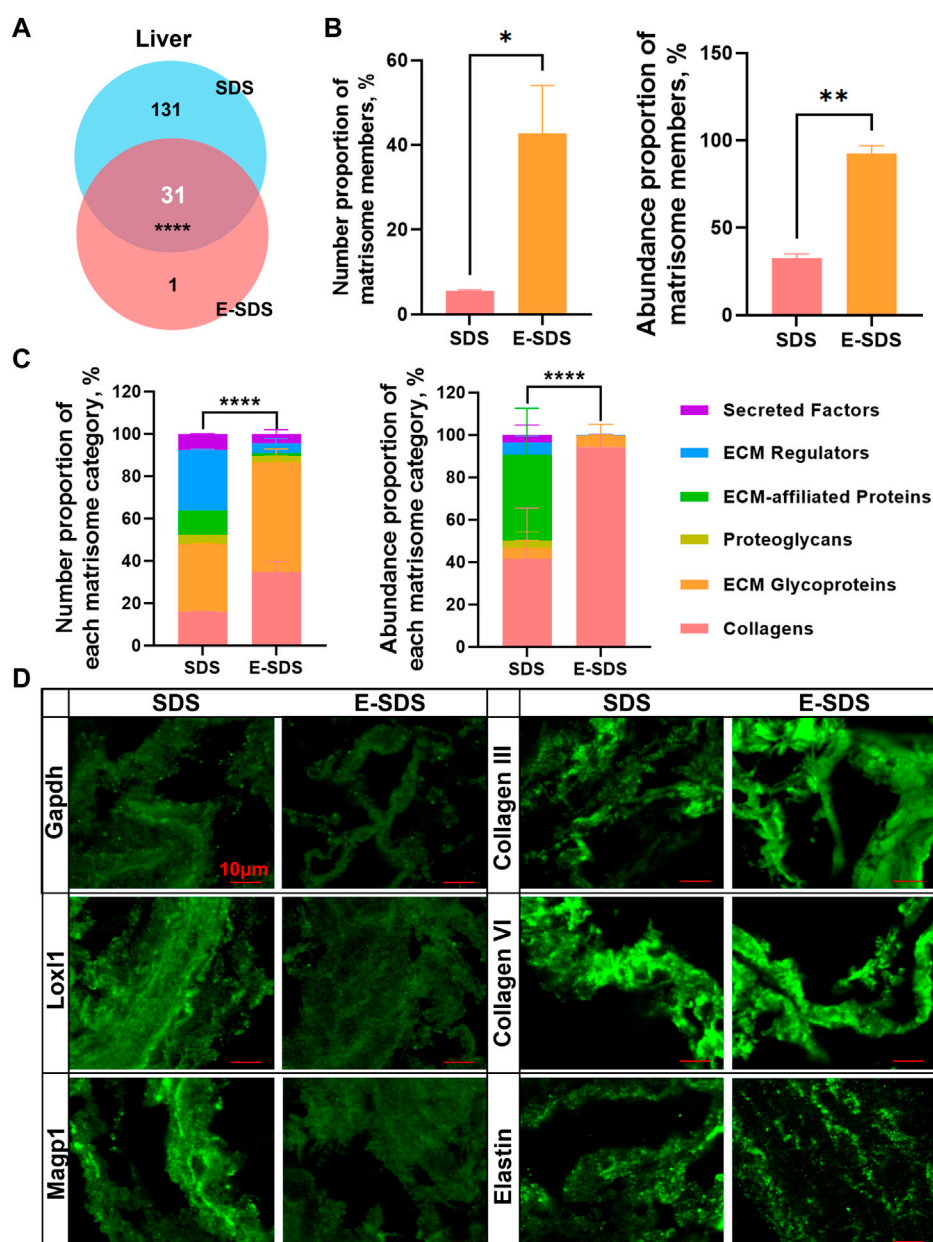 A
Liver
SDS
131
31
****
1
E-SDS
B
Number proportion of
matrisome members, %
60
40
20
0
*
SDS
E-SDS
Abundance proportion of
matrisome members, %
150
100
50
0
**
SDS
E-SDS
C
Number proportion of
each matrisome category, %
120
100
80
60
40
20
0
****
SDS
E-SDS
Abundance proportion of
each matrisome category, %
120
100
80
60
40
20
0
****
SDS
E-SDS
Secreted Factors
ECM Regulators
ECM-affiliated Proteins
Proteoglycans
ECM Glycoproteins
Collagens
D
SDS
E-SDS
SDS
E-SDS
Gapdh
10μm
Collagen III
Loxl1
Collagen VI
Magp1
Elastin